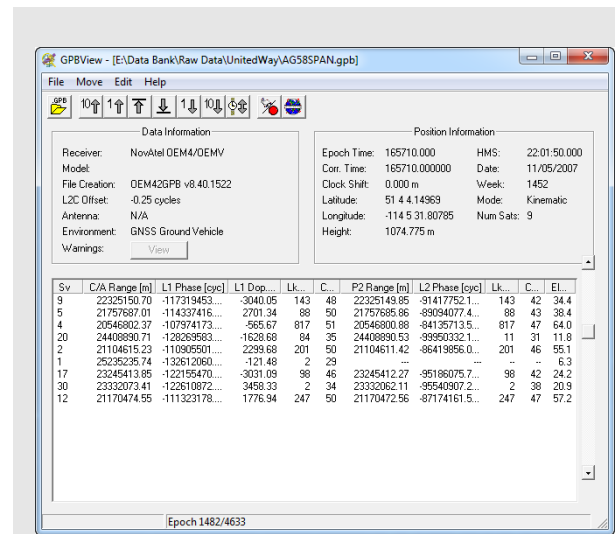 GPBView - [E:\Data Bank\Raw Data\UnitedWay\AG58SPAN.gpb]
File Move Edit Help
GPB 10 1 1 10
Data Information
Receiver: NovAtel OEM4/OEMV
Model:
File Creation: OEM42GPB v8.40.1522
L2C Offset: -0.25 cycles
Antenna: N/A
Environment: GNSS Ground Vehicle
Warnings: View
Position Information
Epoch Time: 165710.000 HMS: 22:01:50.000
Corr. Time: 165710.000000 Date: 11/05/2007
Clock Shift: 0.000 m Week: 1452
Latitude: 51 4 4.14969 Mode: Kinematic
Longitude: -114 5 31.80785 Num Sats: 9
Height: 1074.775 m
Sv C/A Range [m] L1 Phase [cyc] L1 Dop.... Lk... C... P2 Range [m] L2 Phase [cyc] Lk... C... El...
9 22325150.70 -117319453.... -3040.05 143 48 22325149.85 -91417752.1... 143 42 34.4
5 21757687.01 -114337416.... 2701.34 88 50 21757685.86 -89094077.4... 88 43 38.4
4 20546802.37 -107974173.... -565.67 817 51 20546800.88 -84135713.5... 817 47 64.0
20 24408890.71 -128269583.... -1628.68 84 35 24408890.53 -99950332.1... 11 31 11.8
2 21104615.23 -110905501.... 2299.68 201 50 21104611.42 -86419856.0... 201 46 55.1
1 25235235.74 -132612060.... -121.48 2 29 --- --- -- -- 6.3
17 23245413.85 -122155470.... -3031.09 98 46 23245412.27 -95186075.7... 98 42 24.2
30 23332073.41 -122610872.... 3458.33 2 34 23332062.11 -95540907.2... 2 38 20.9
12 21170474.55 -111323178.... 1776.94 247 50 21170472.56 -87174161.5... 247 47 57.2
Epoch 1482/4633